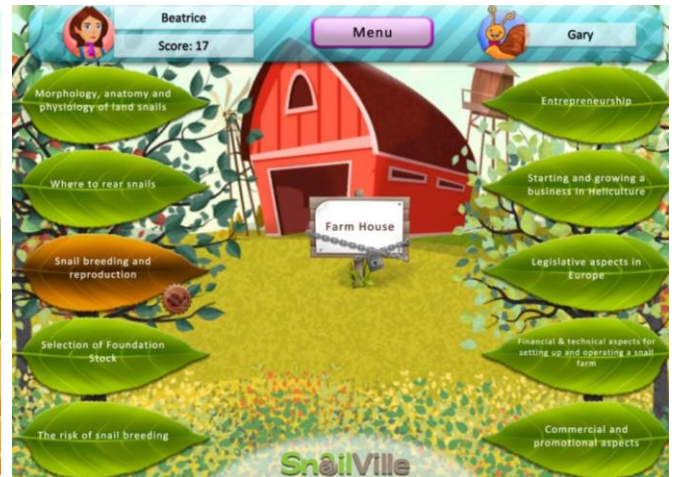 Beatrice
Score: 17
Menu
Gary
Morphology, anatomy and
physiology of land snails
Where to rear snails
Snail breeding and
reproduction
Selection of Foundation
Stock
The risk of snail breeding
Farm House
Entrepreneurship
Starting and growing a
business in Heliculture
Legislative aspects in
Europe
Financial & technical aspects for
setting up and operating a snail
farm
Commercial and
promotional aspects
SnailVille